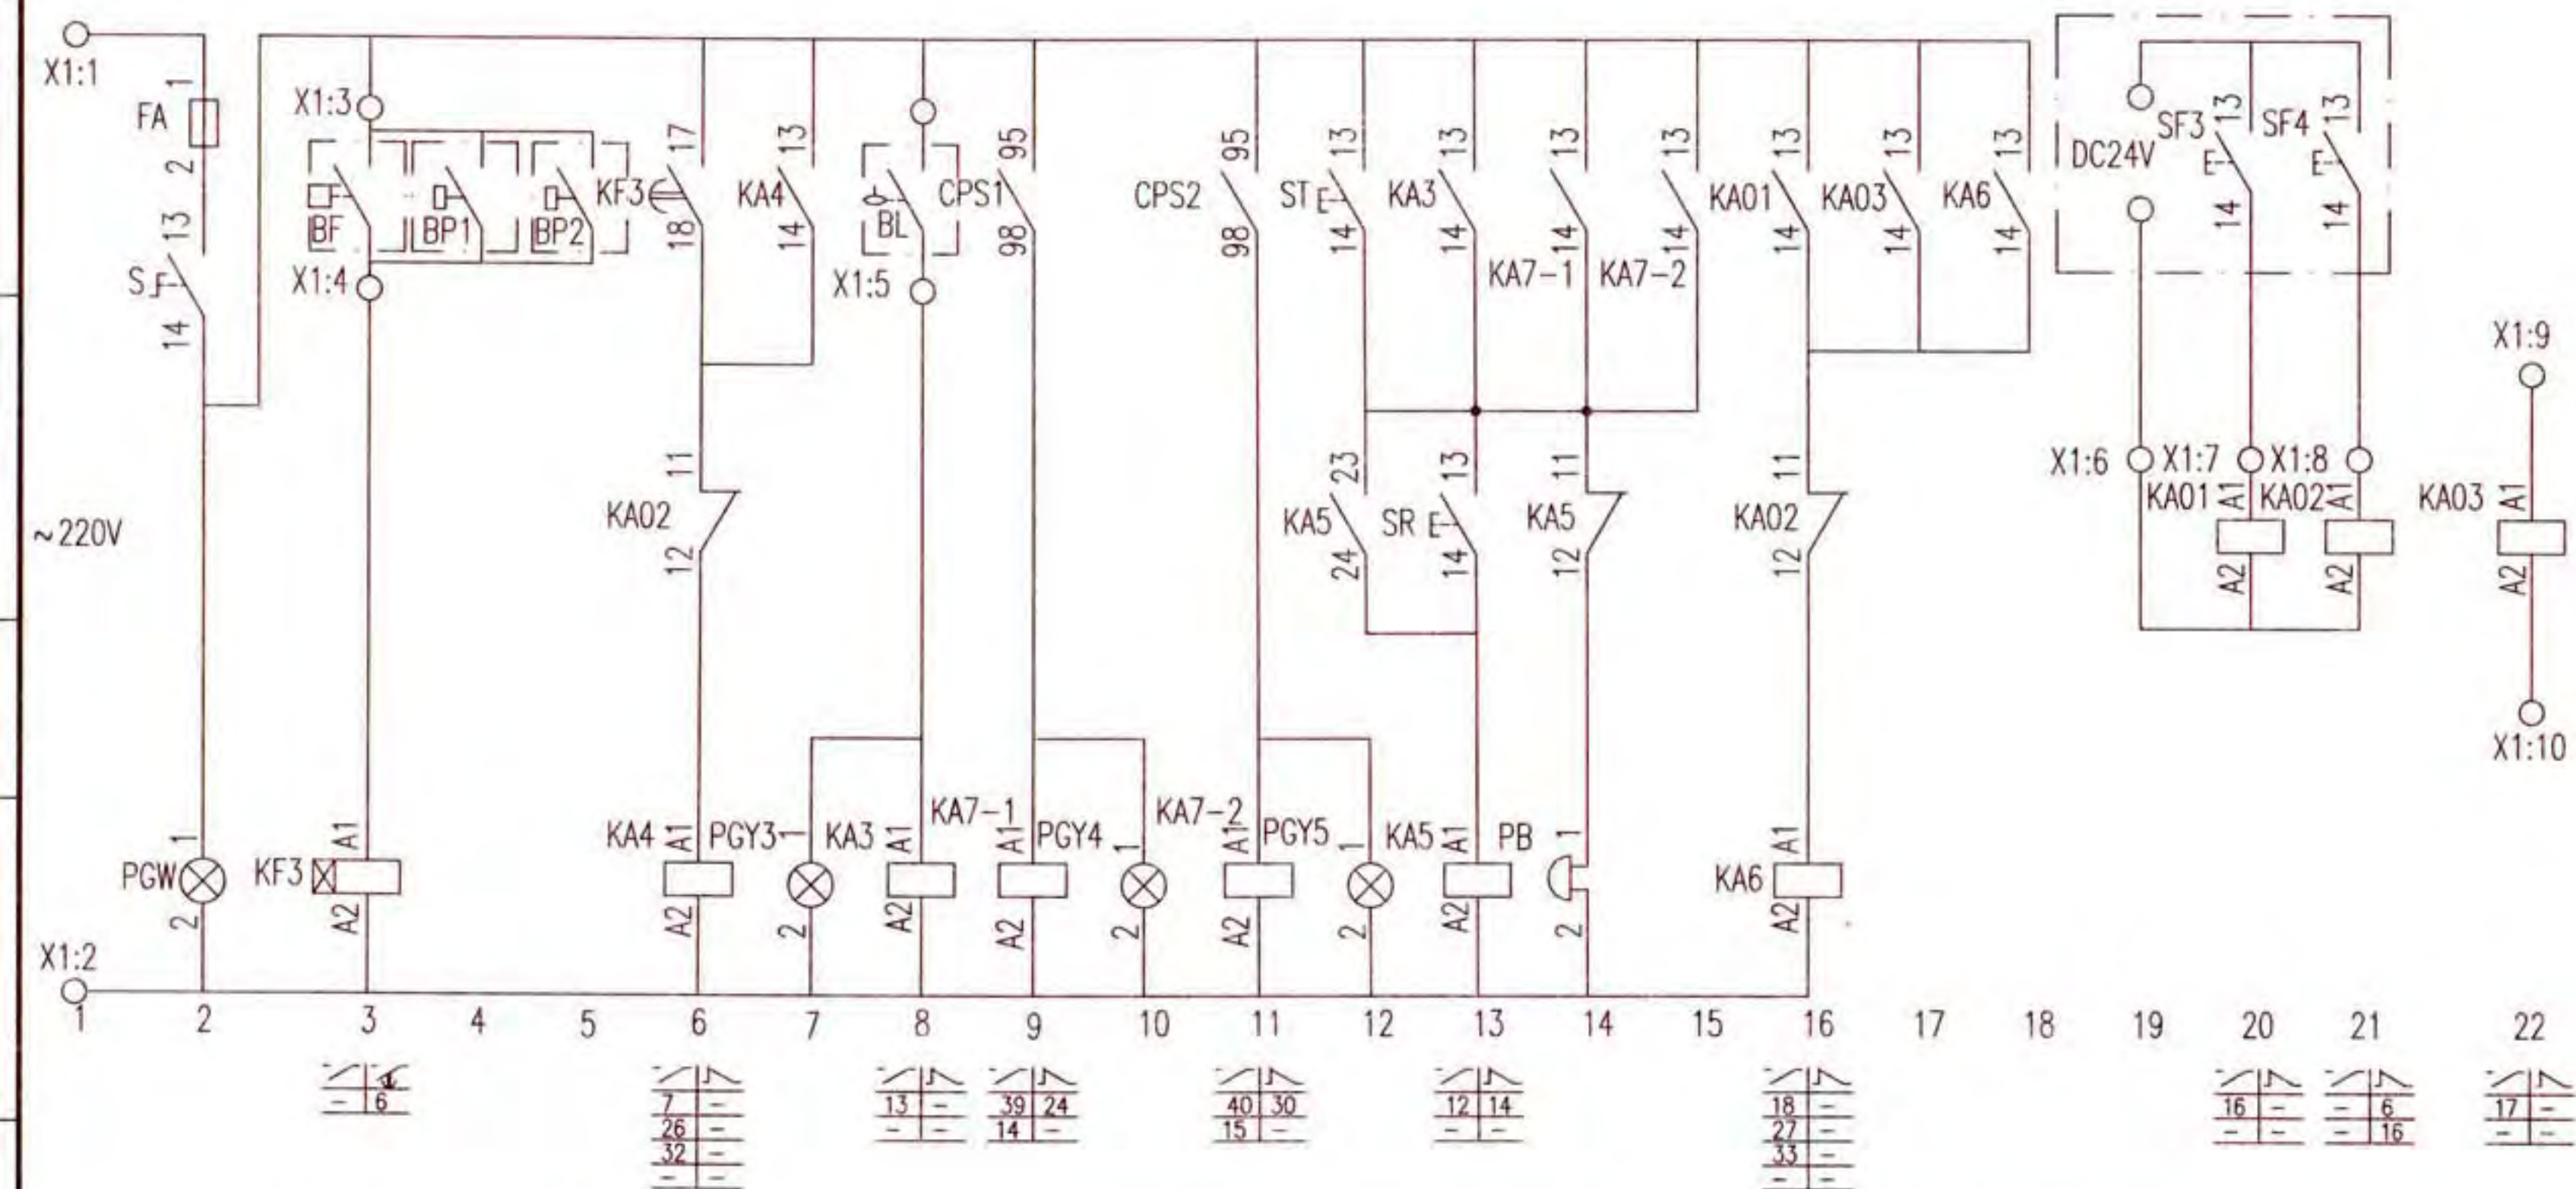 X1:1
FA
1
2
13
S
14
X1:3
BF
BP1
BP2
X1:4
KF3
17
18
KA4
13
14
BL
X1:5
CPS1
95
98
CPS2
95
98
ST
13
14
KA3
13
14
13
14
KA7-1
13
14
KA7-2
KA01
13
14
KA03
13
14
KA6
13
14
DC24V
SF3
13
14
SF4
13
14
~220V
KA02
11
12
KA5
23
24
SR
13
14
KA5
11
12
KA02
11
12
X1:6
X1:7
X1:8
KA01
A1
A2
KA02
A1
A2
X1:9
KA03
A1
A2
X1:10
PGW
1
2
KF3
A1
A2
KA4
A1
A2
PGY3
1
2
KA3
A1
A2
KA7-1
A1
A2
PGY4
1
2
KA7-2
A1
A2
PGY5
1
2
KA5
A1
A2
PB
1
2
KA6
A1
A2
X1:2
1 2 3 4 5 6 7 8 9 10 11 12 13 14 15 16 17 18 19 20 21 22
- 6
7 -
26 -
32 -
- -
13 -
- -
39 24
14 -
40 30
15 -
12 14
- -
18 -
27 -
33 -
- -
16 -
- -
- 6
- 16
17 -
- -